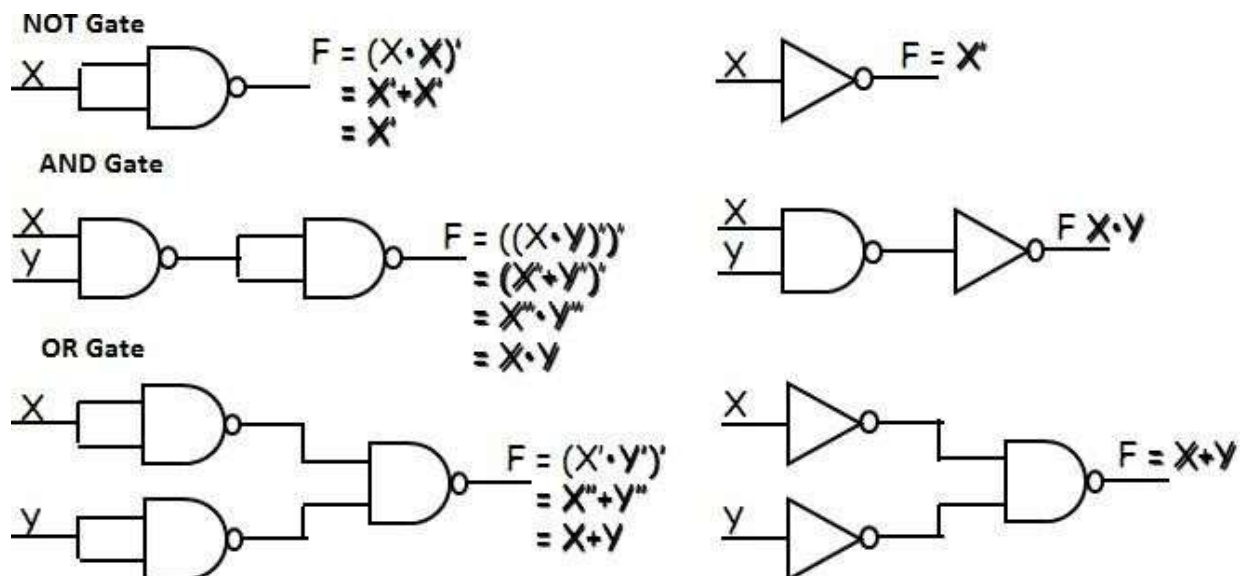 NOT Gate
X
F = (X·X)'
= X'+X'
= X'
X
F = X'
AND Gate
X
Y
F = ((X·Y)')'
= (X'+Y')'
= X''·Y''
= X·Y
X
Y
F X·Y
OR Gate
X
Y
F = (X'·Y')'
= X''+Y''
= X+Y
X
Y
F = X+Y